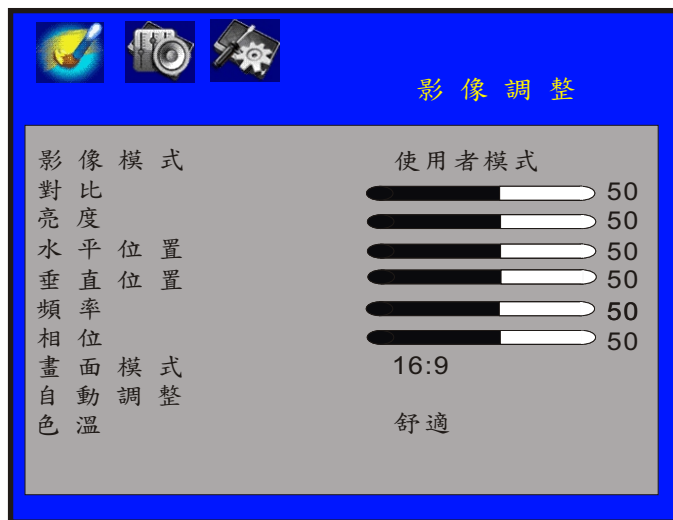 影像調整
影像模式 使用者模式
對比 50
亮度 50
水平位置 50
垂直位置 50
頻率 50
相位 50
畫面模式 16:9
自動調整
色溫 舒適